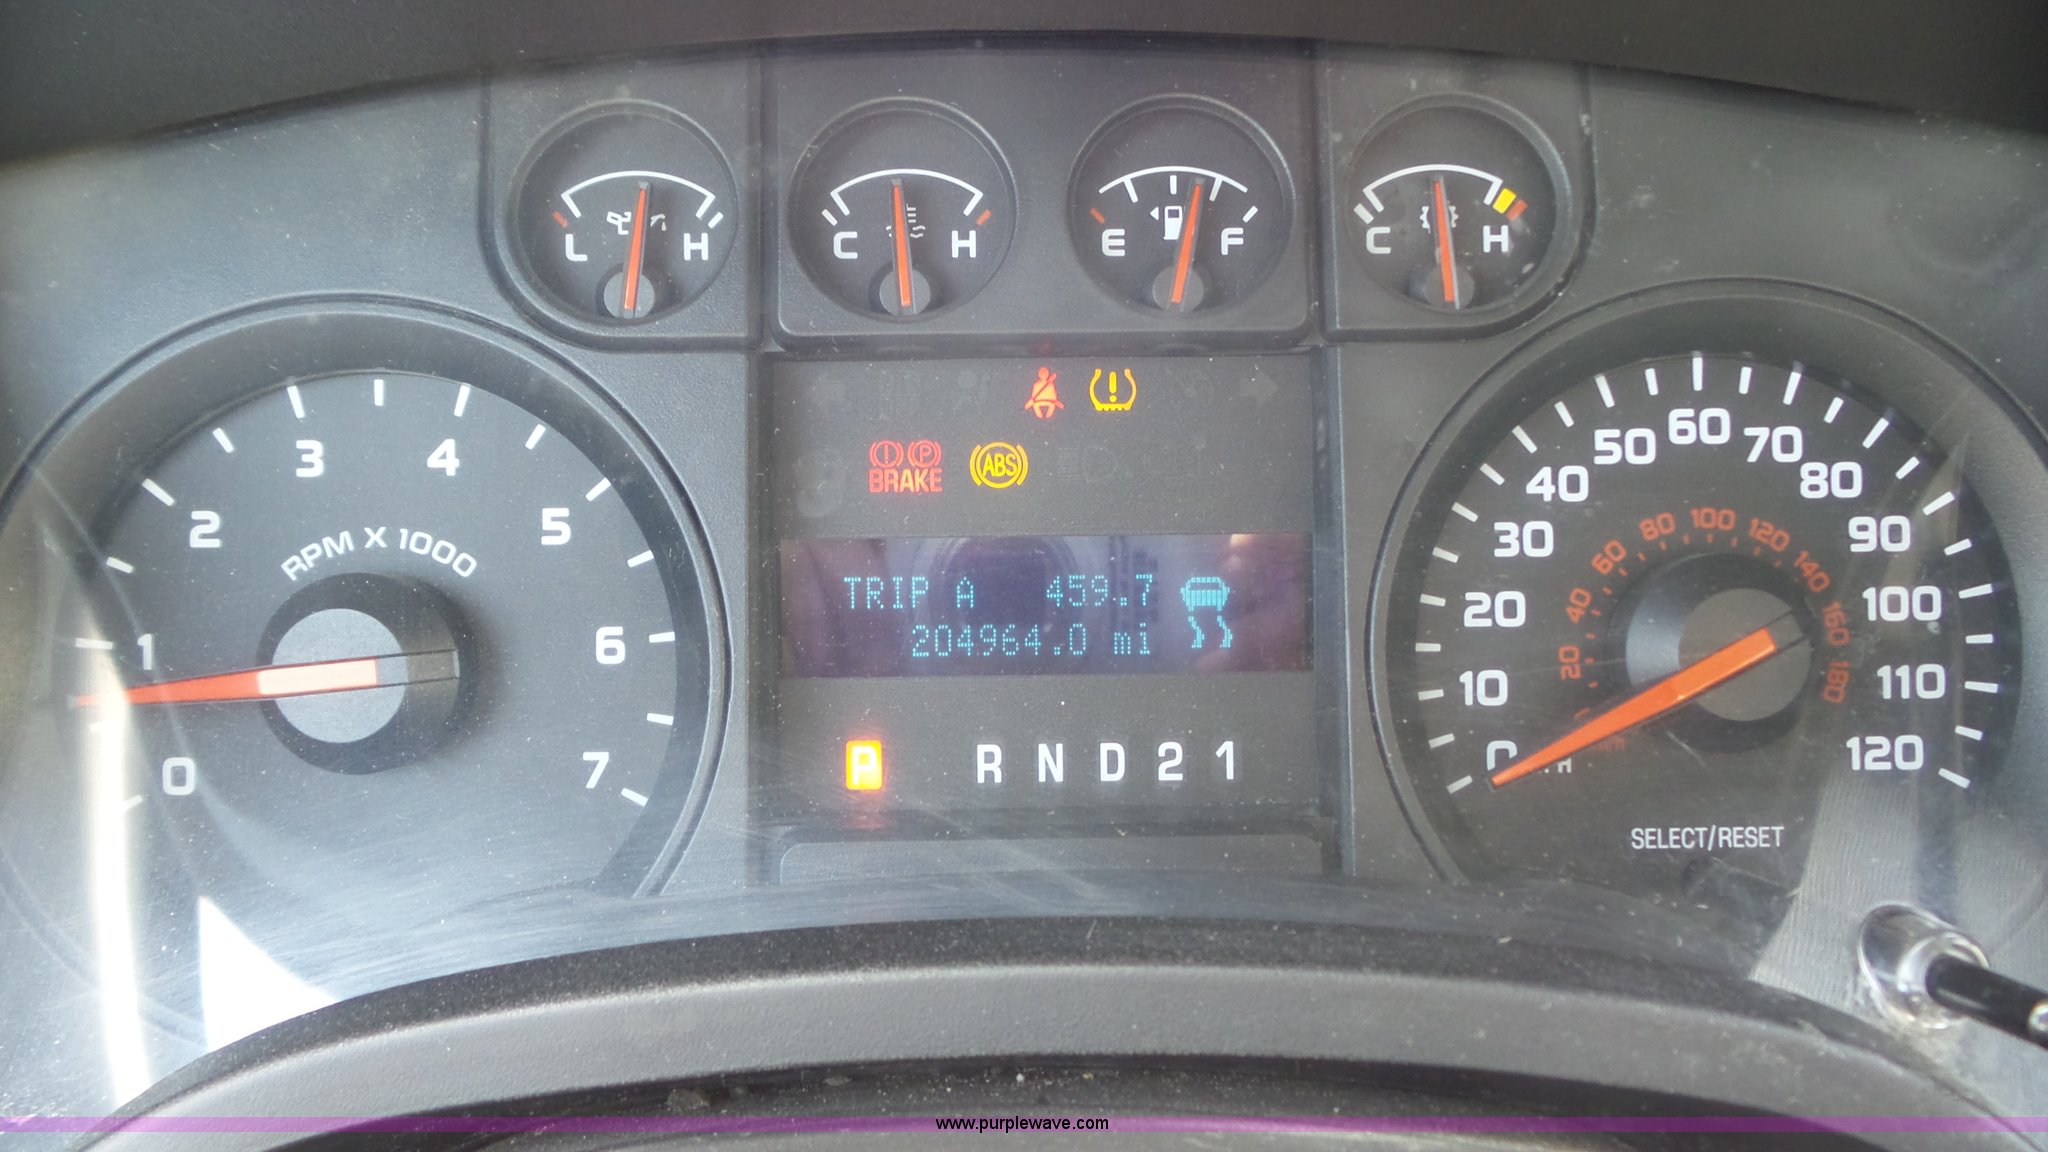 L H
C H
E F
C H
BRAKE
ABS
RPM X 1000
0 1 2 3 4 5 6 7
TRIP A 459.7
204964.0 mi
P R N D 2 1
0 10 20 30 40 50 60 70 80 90 100 110 120
20 40 60 80 100 120 140 160 180
SELECT/RESET
www.purplewave.com